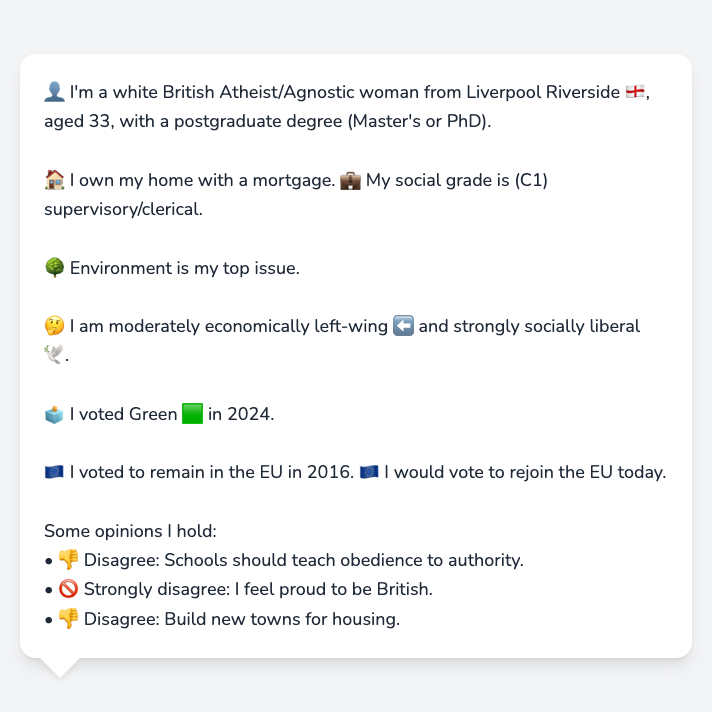 👤 I'm a white British Atheist/Agnostic woman from Liverpool Riverside 🏴󠁧󠁢󠁥󠁮󠁧󠁿,
aged 33, with a postgraduate degree (Master's or PhD).
🏠 I own my home with a mortgage. 💼 My social grade is (C1)
supervisory/clerical.
🌳 Environment is my top issue.
🤔 I am moderately economically left-wing ⬅️ and strongly socially liberal
🕊️.
🗳️ I voted Green 🟩 in 2024.
🇪🇺 I voted to remain in the EU in 2016. 🇪🇺 I would vote to rejoin the EU today.
Some opinions I hold:
• 👎 Disagree: Schools should teach obedience to authority.
• 🚫 Strongly disagree: I feel proud to be British.
• 👎 Disagree: Build new towns for housing.